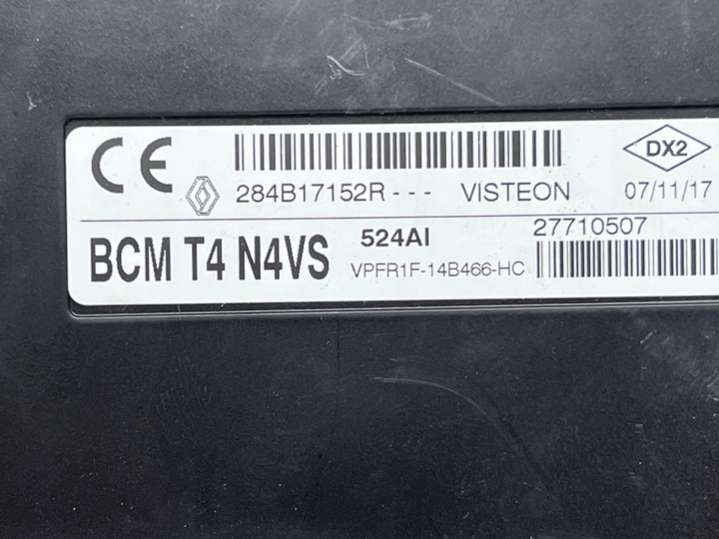 CE 284B17152R--- VISTEON DX2 07/11/17
BCM T4 N4VS 524AI 27710507
VPFR1F-14B466-HC